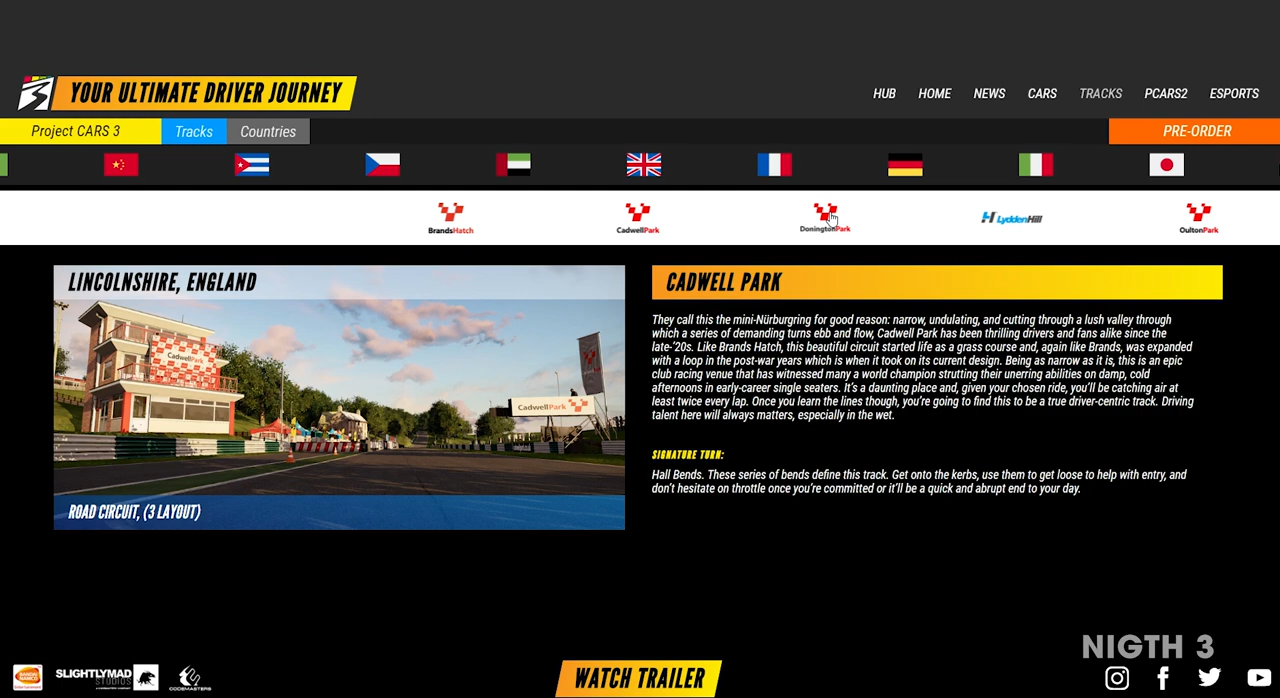 YOUR ULTIMATE DRIVER JOURNEY
HUB HOME NEWS CARS TRACKS PCARS2 ESPORTS
Project CARS 3 Tracks Countries PRE-ORDER
BrandsHatch CadwellPark DoningtonPark LyddenHill OultonPark
LINCOLNSHIRE, ENGLAND
CadwellPark
CadwellPark
ROAD CIRCUIT, (3 LAYOUT)
CADWELL PARK
They call this the mini-Nürburgring for good reason: narrow, undulating, and cutting through a lush valley through
which a series of demanding turns ebb and flow, Cadwell Park has been thrilling drivers and fans alike since the
late-'20s. Like Brands Hatch, this beautiful circuit started life as a grass course and, again like Brands, was expanded
with a loop in the post-war years which is when it took on its current design. Being as narrow as it is, this is an epic
club racing venue that has witnessed many a world champion strutting their unerring abilities on damp, cold
afternoons in early-career single seaters. It's a daunting place and, given your chosen ride, you'll be catching air at
least twice every lap. Once you learn the lines though, you're going to find this to be a true driver-centric track. Driving
talent here will always matters, especially in the wet.
SIGNATURE TURN:
Hall Bends. These series of bends define this track. Get onto the kerbs, use them to get loose to help with entry, and
don't hesitate on throttle once you're committed or it'll be a quick and abrupt end to your day.
NIGTH 3
BANDAI NAMCO
SLIGHTLYMAD
STUDIOS
CODEMASTERS
WATCH TRAILER